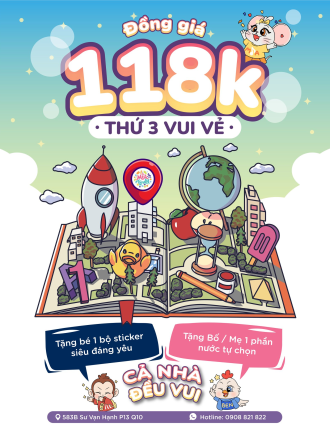 Đồng giá
118k
• THỨ 3 VUI VẺ •
Tặng bé 1 bộ sticker
siêu đáng yêu
Tặng Bố / Mẹ 1 phần
nước tự chọn
CẢ NHÀ
ĐỀU VUI
583B Sư Vạn Hạnh P13 Q10
Hotline: 0908 821 822